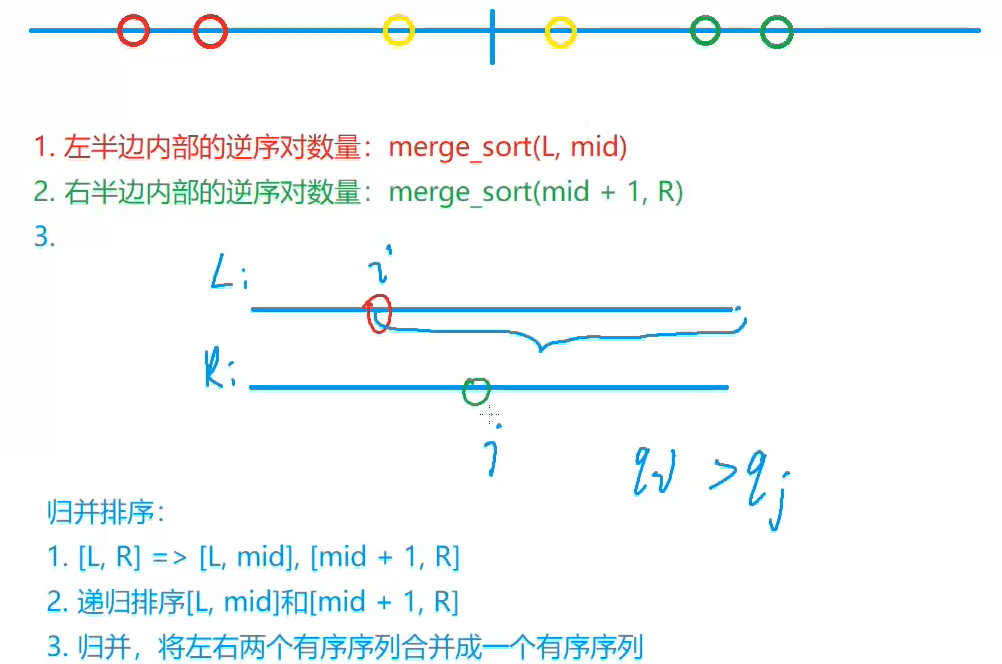 1. 左半边内部的逆序对数量：merge_sort(L, mid)
2. 右半边内部的逆序对数量：merge_sort(mid + 1, R)
3.
L:
i
R:
j
qi > qj
归并排序：
1. [L, R] => [L, mid], [mid + 1, R]
2. 递归排序[L, mid]和[mid + 1, R]
3. 归并，将左右两个有序序列合并成一个有序序列